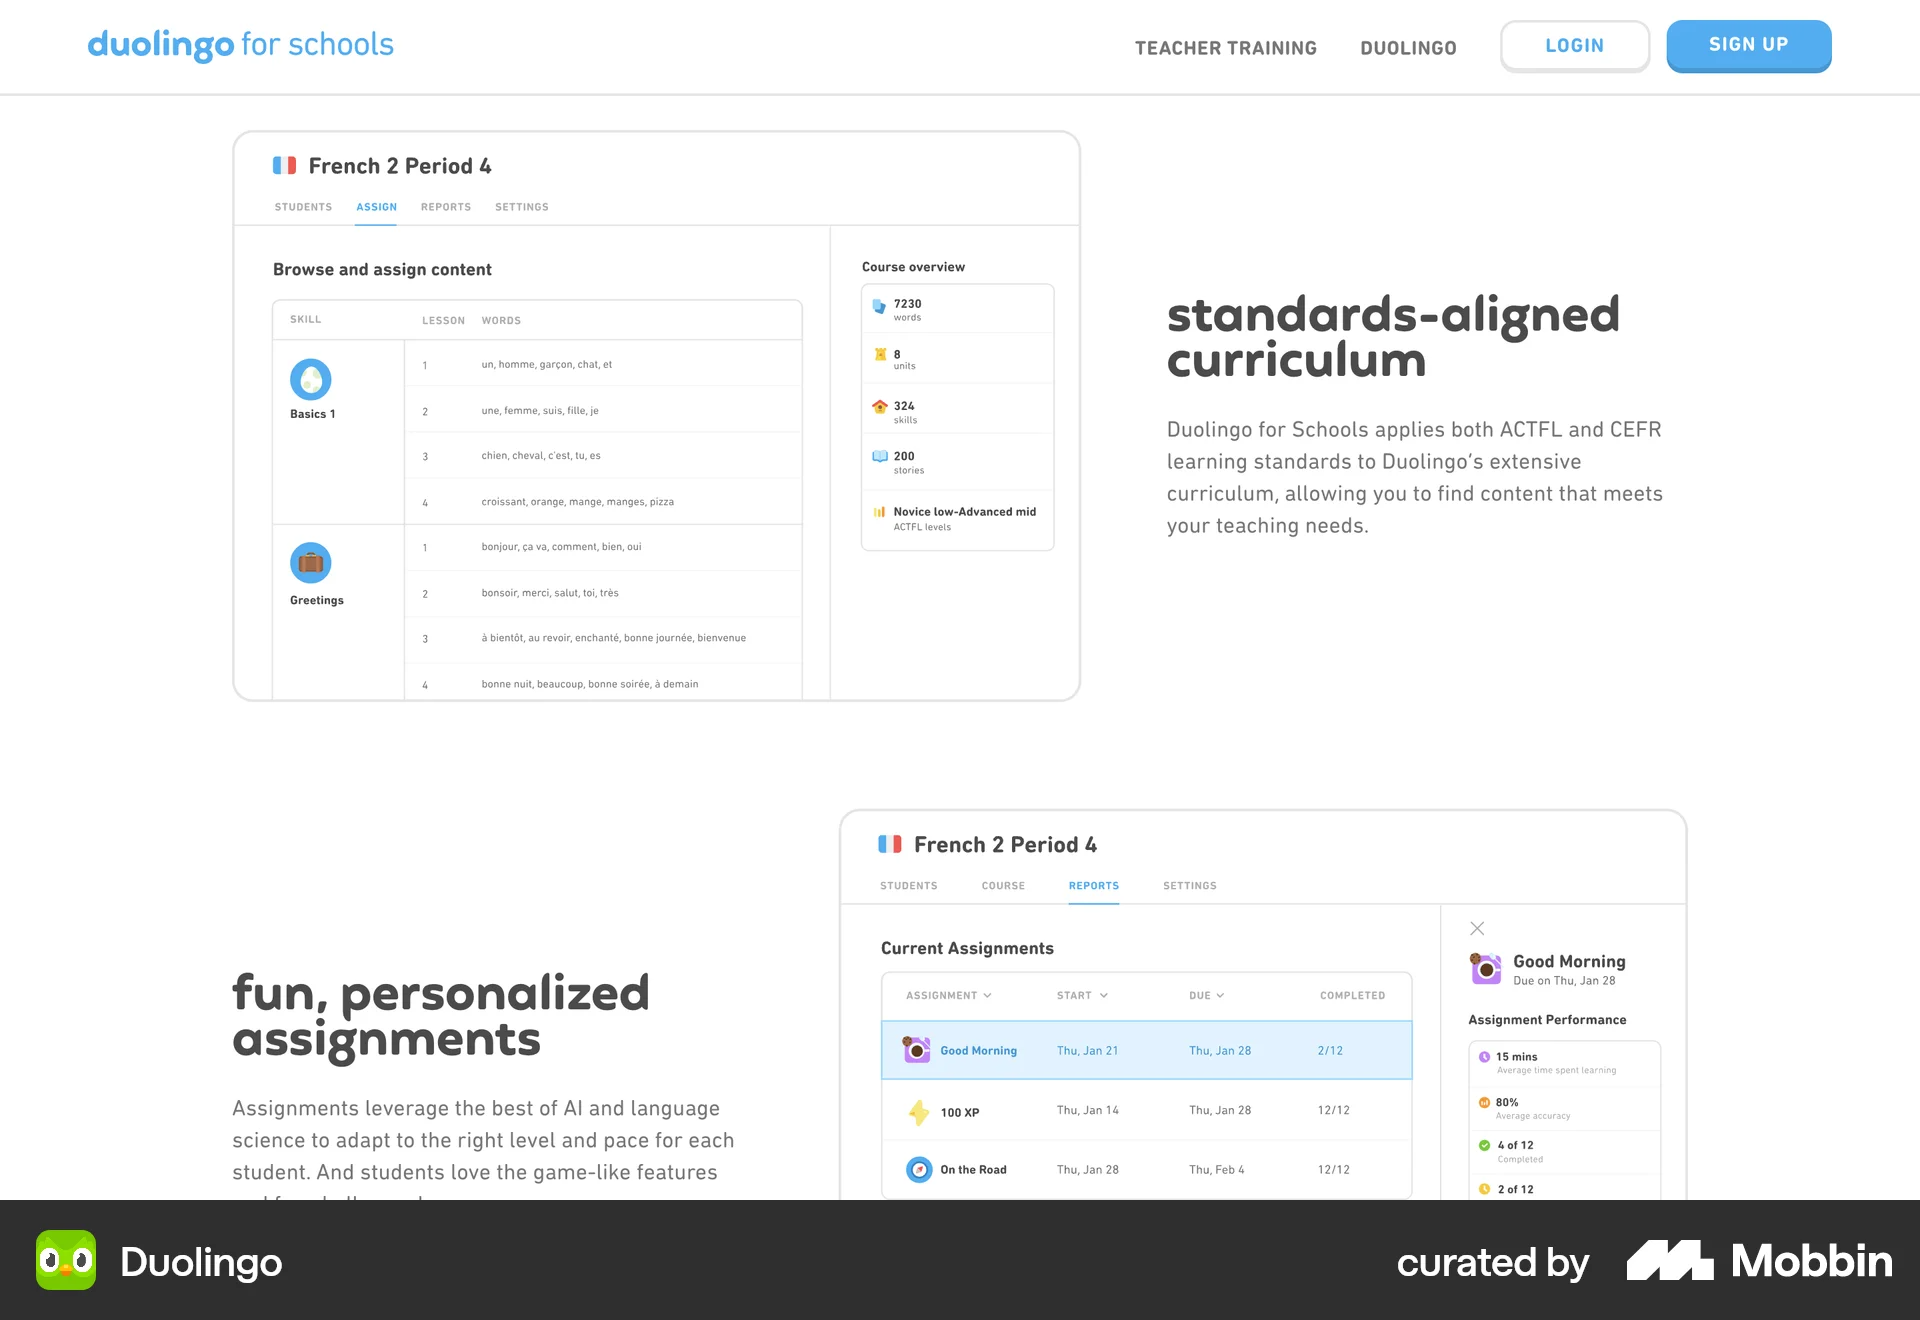 duolingo for schools
TEACHER TRAINING
DUOLINGO
LOGIN
SIGN UP
French 2 Period 4
STUDENTS ASSIGN REPORTS SETTINGS
Browse and assign content
SKILL LESSON WORDS
Basics 1
1 un, homme, garçon, chat, et
2 une, femme, suis, fille, je
3 chien, cheval, c'est, tu, es
4 croissant, orange, mange, manges, pizza
Greetings
1 bonjour, ça va, comment, bien, oui
2 bonsoir, merci, salut, toi, très
3 à bientôt, au revoir, enchanté, bonne journée, bienvenue
4 bonne nuit, beaucoup, bonne soirée, à demain
Course overview
7230
words
8
units
324
skills
200
stories
Novice low-Advanced mid
ACTFL levels
standards-aligned
curriculum
Duolingo for Schools applies both ACTFL and CEFR
learning standards to Duolingo’s extensive
curriculum, allowing you to find content that meets
your teaching needs.
fun, personalized
assignments
Assignments leverage the best of AI and language
science to adapt to the right level and pace for each
student. And students love the game-like features
French 2 Period 4
STUDENTS COURSE REPORTS SETTINGS
Current Assignments
ASSIGNMENT START DUE COMPLETED
Good Morning Thu, Jan 21 Thu, Jan 28 2/12
100 XP Thu, Jan 14 Thu, Jan 28 12/12
On the Road Thu, Jan 28 Thu, Feb 4 12/12
Good Morning
Due on Thu, Jan 28
Assignment Performance
15 mins
Average time spent learning
80%
Average accuracy
4 of 12
Completed
2 of 12
Duolingo
curated by Mobbin